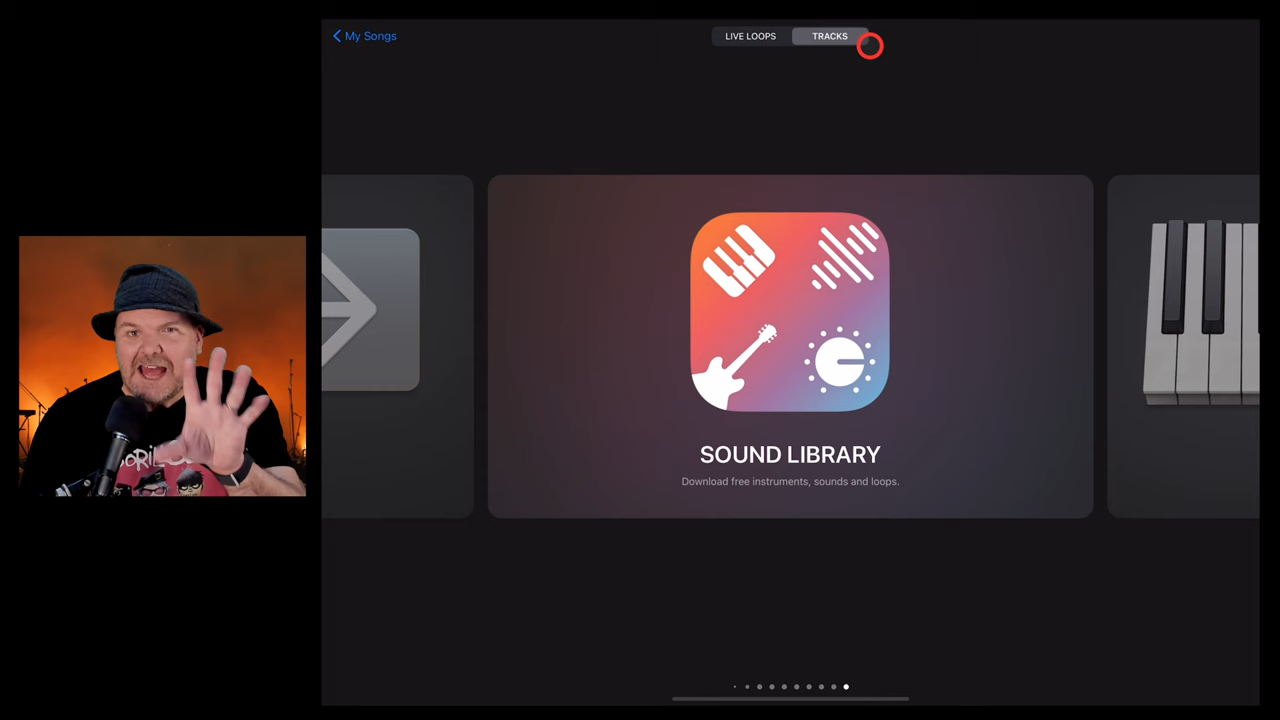 My Songs
LIVE LOOPS
TRACKS
SOUND LIBRARY
Download free instruments, sounds and loops.